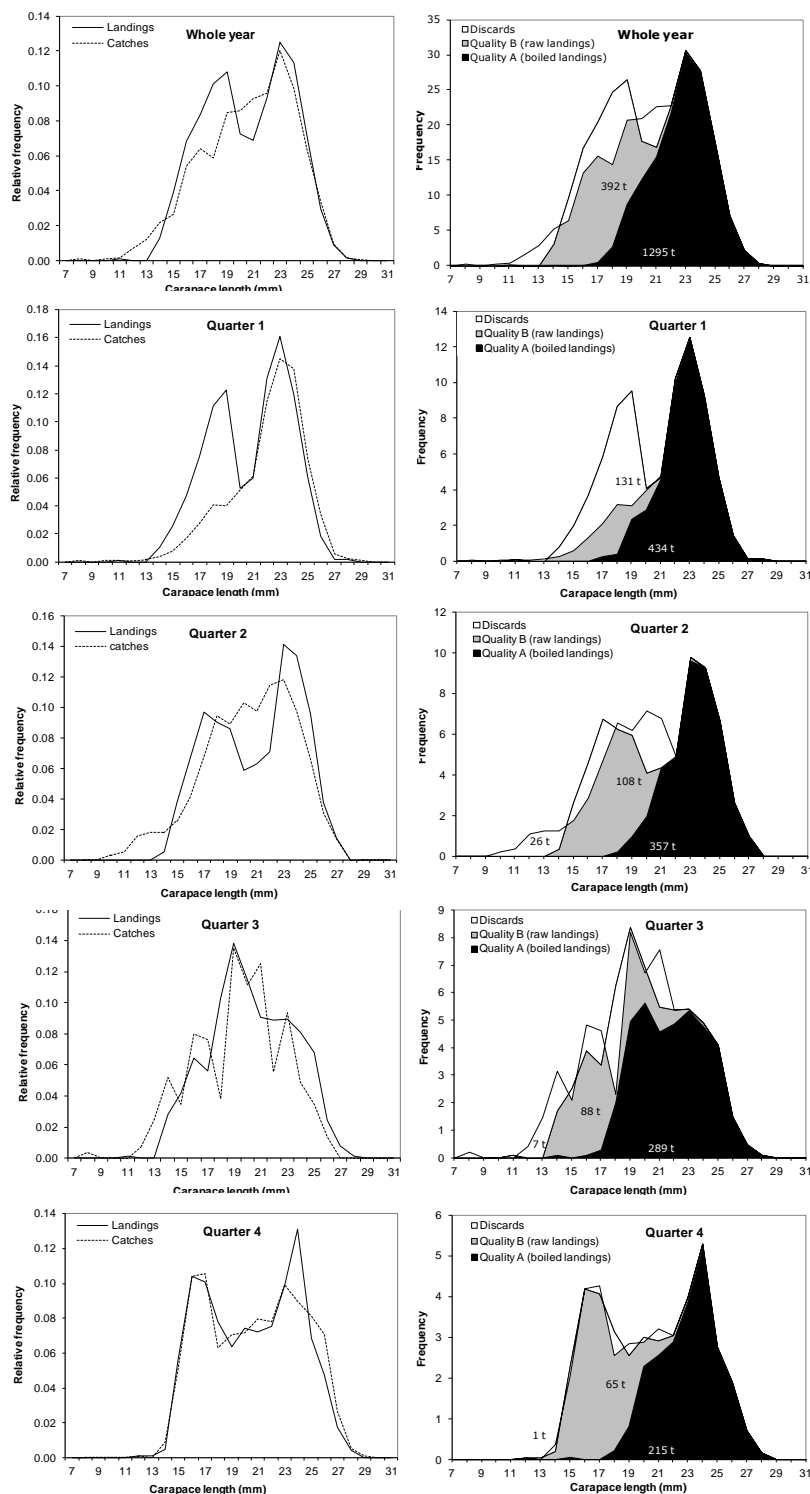 Whole year
Landings
Catches
Relative frequency
0.14
0.12
0.10
0.08
0.06
0.04
0.02
0.00
7 9 11 13 15 17 19 21 23 25 27 29 31
Carapace length (mm)
Whole year
Discards
Quality B (raw landings)
Quality A (boiled landings)
Frequency
35
30
25
20
15
10
5
0
392 t
1295 t
7 9 11 13 15 17 19 21 23 25 27 29 31
Carapace length (mm)
Quarter 1
Landings
Catches
Relative frequency
0.18
0.16
0.14
0.12
0.10
0.08
0.06
0.04
0.02
0.00
7 9 11 13 15 17 19 21 23 25 27 29 31
Carapace length (mm)
Quarter 1
Discards
Quality B (raw landings)
Quality A (boiled landings)
Frequency
14
12
10
8
6
4
2
0
131 t
434 t
7 9 11 13 15 17 19 21 23 25 27 29 31
Carapace length (mm)
Quarter 2
Landings
catches
Relative frequency
0.16
0.14
0.12
0.10
0.08
0.06
0.04
0.02
0.00
7 9 11 13 15 17 19 21 23 25 27 29 31
Carapace length (mm)
Quarter 2
Discards
Quality B (raw landings)
Quality A (boiled landings)
Frequency
12
10
8
6
4
2
0
108 t
26 t
357 t
7 9 11 13 15 17 19 21 23 25 27 29 31
Carapace length (mm)
Quarter 3
Landings
Catches
Relative frequency
0.16
0.14
0.12
0.10
0.08
0.06
0.04
0.02
0.00
7 9 11 13 15 17 19 21 23 25 27 29 31
Carapace length (mm)
Quarter 3
Discards
Quality B (raw landings)
Quality A (boiled landings)
Frequency
9
8
7
6
5
4
3
2
1
0
88 t
7 t
289 t
7 9 11 13 15 17 19 21 23 25 27 29 31
Carapace length (mm)
Quarter 4
Landings
Catches
Relative frequency
0.14
0.12
0.10
0.08
0.06
0.04
0.02
0.00
7 9 11 13 15 17 19 21 23 25 27 29 31
Carapace length (mm)
Quarter 4
Discards
Quality B (raw landings)
Quality A (boiled landings)
Frequency
6
5
4
3
2
1
0
65 t
1 t
215 t
7 9 11 13 15 17 19 21 23 25 27 29 31
Carapace length (mm)